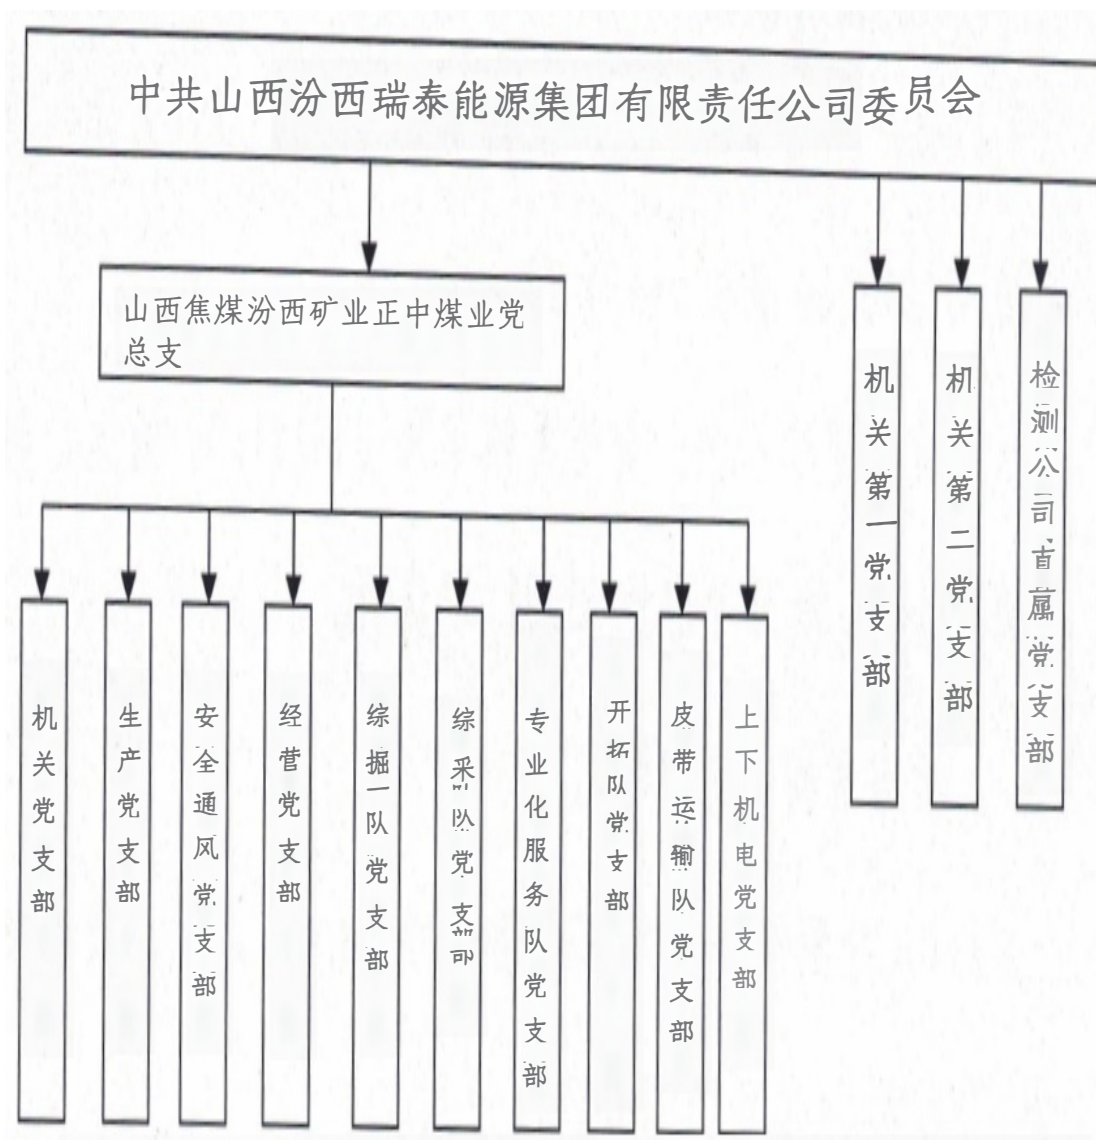 中共山西汾西瑞泰能源集团有限责任公司委员会
山西焦煤汾西矿业正中煤业党
总支
机关第一党支部
机关第二党支部
检测公司直属党支部
机关党支部
生产党支部
安全通风党支部
经营党支部
综掘一队党支部
综采队党支部
专业化服务队党支部
开拓队党支部
皮带运输队党支部
上下机电党支部